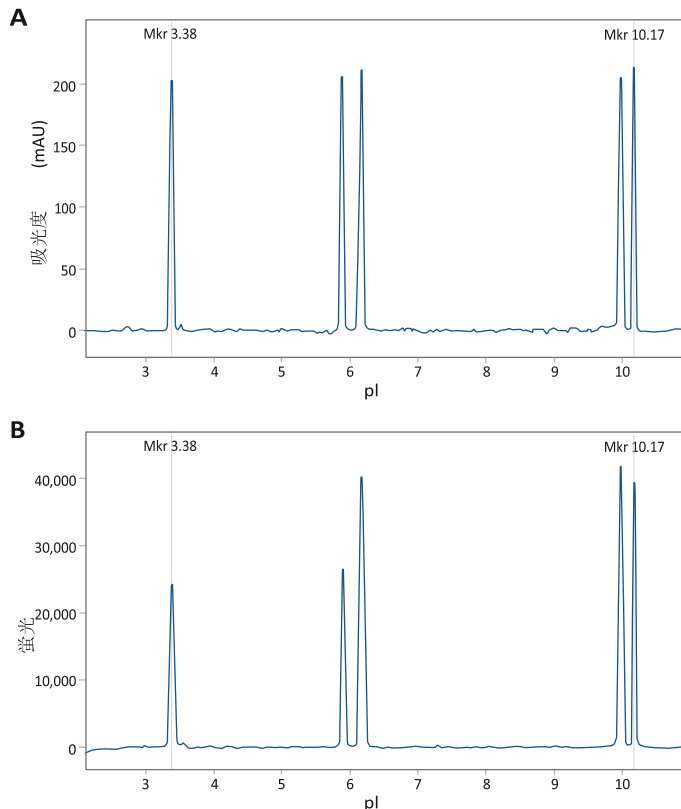 A
Mkr 3.38
Mkr 10.17
200
150
100
50
0
吸光度 (mAU)
3 4 5 6 7 8 9 10
pI
B
Mkr 3.38
Mkr 10.17
40,000
30,000
20,000
10,000
0
蛍光
3 4 5 6 7 8 9 10
pI